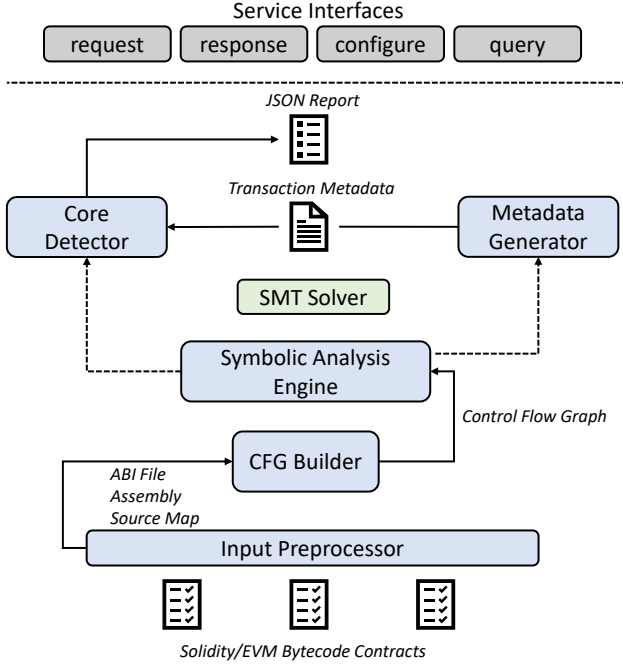 Service Interfaces
request response configure query
JSON Report
Transaction Metadata
Core
Detector
Metadada
Generator
SMT Solver
Symbolic Analysis
Engine
Control Flow Graph
CFG Builder
ABI File
Assembly
Source Map
Input Preprocessor
Solidity/EVM Bytecode Contracts